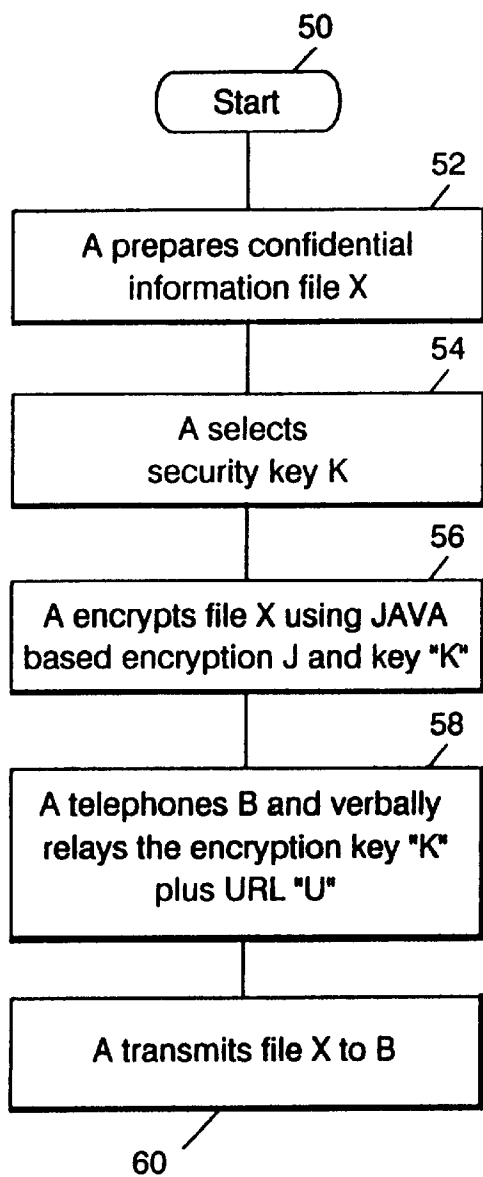 50
Start
52
A prepares confidential
information file X
54
A selects
security key K
56
A encrypts file X using JAVA
based encryption J and key "K"
58
A telephones B and verbally
relays the encryption key "K"
plus URL "U"
A transmits file X to B
60